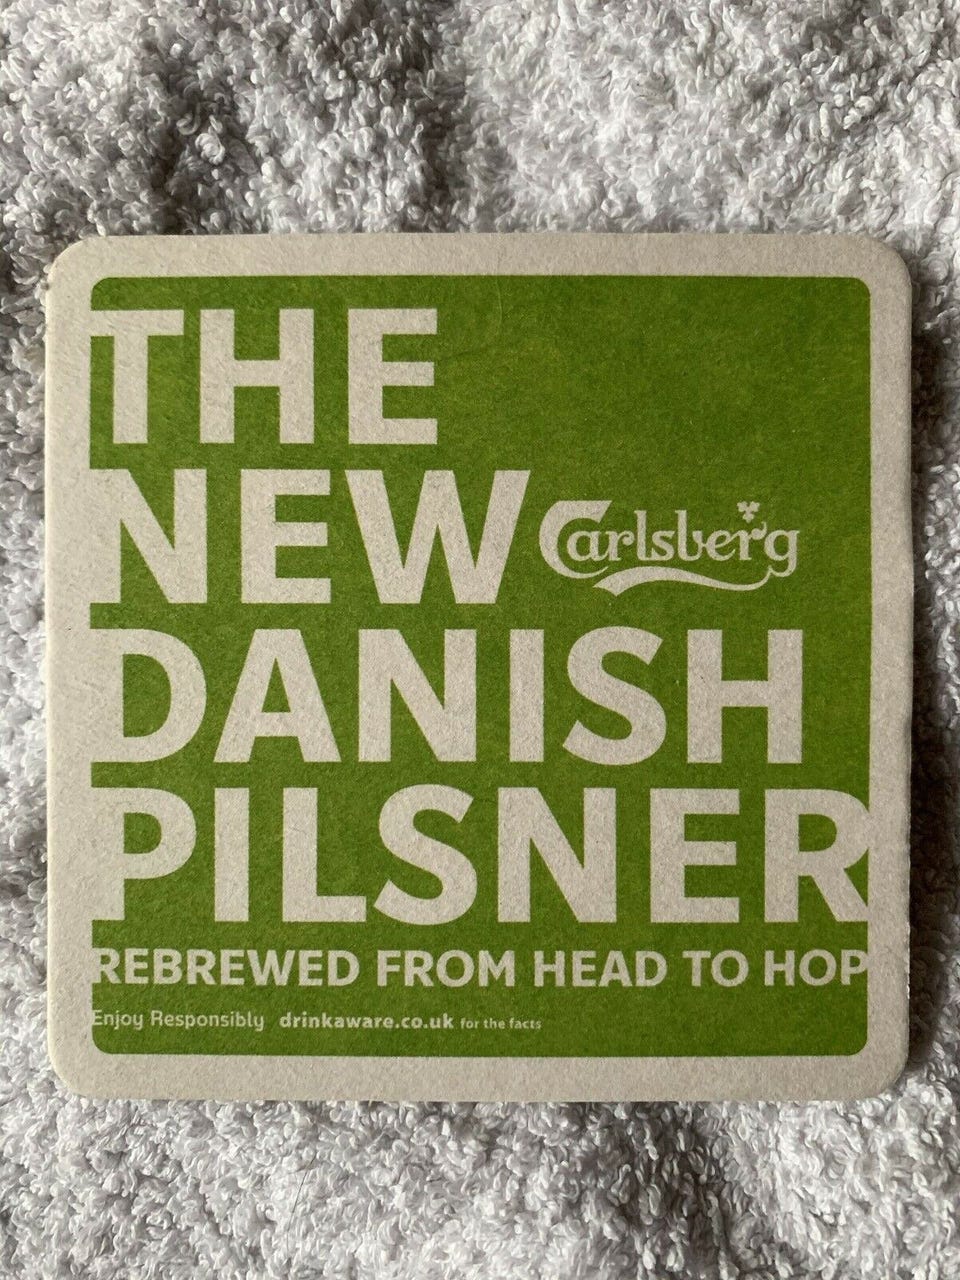 THE
NEW
Carlsberg
DANISH
PILSNER
REBREWED FROM HEAD TO HOP
Enjoy Responsibly drinkaware.co.uk for the facts